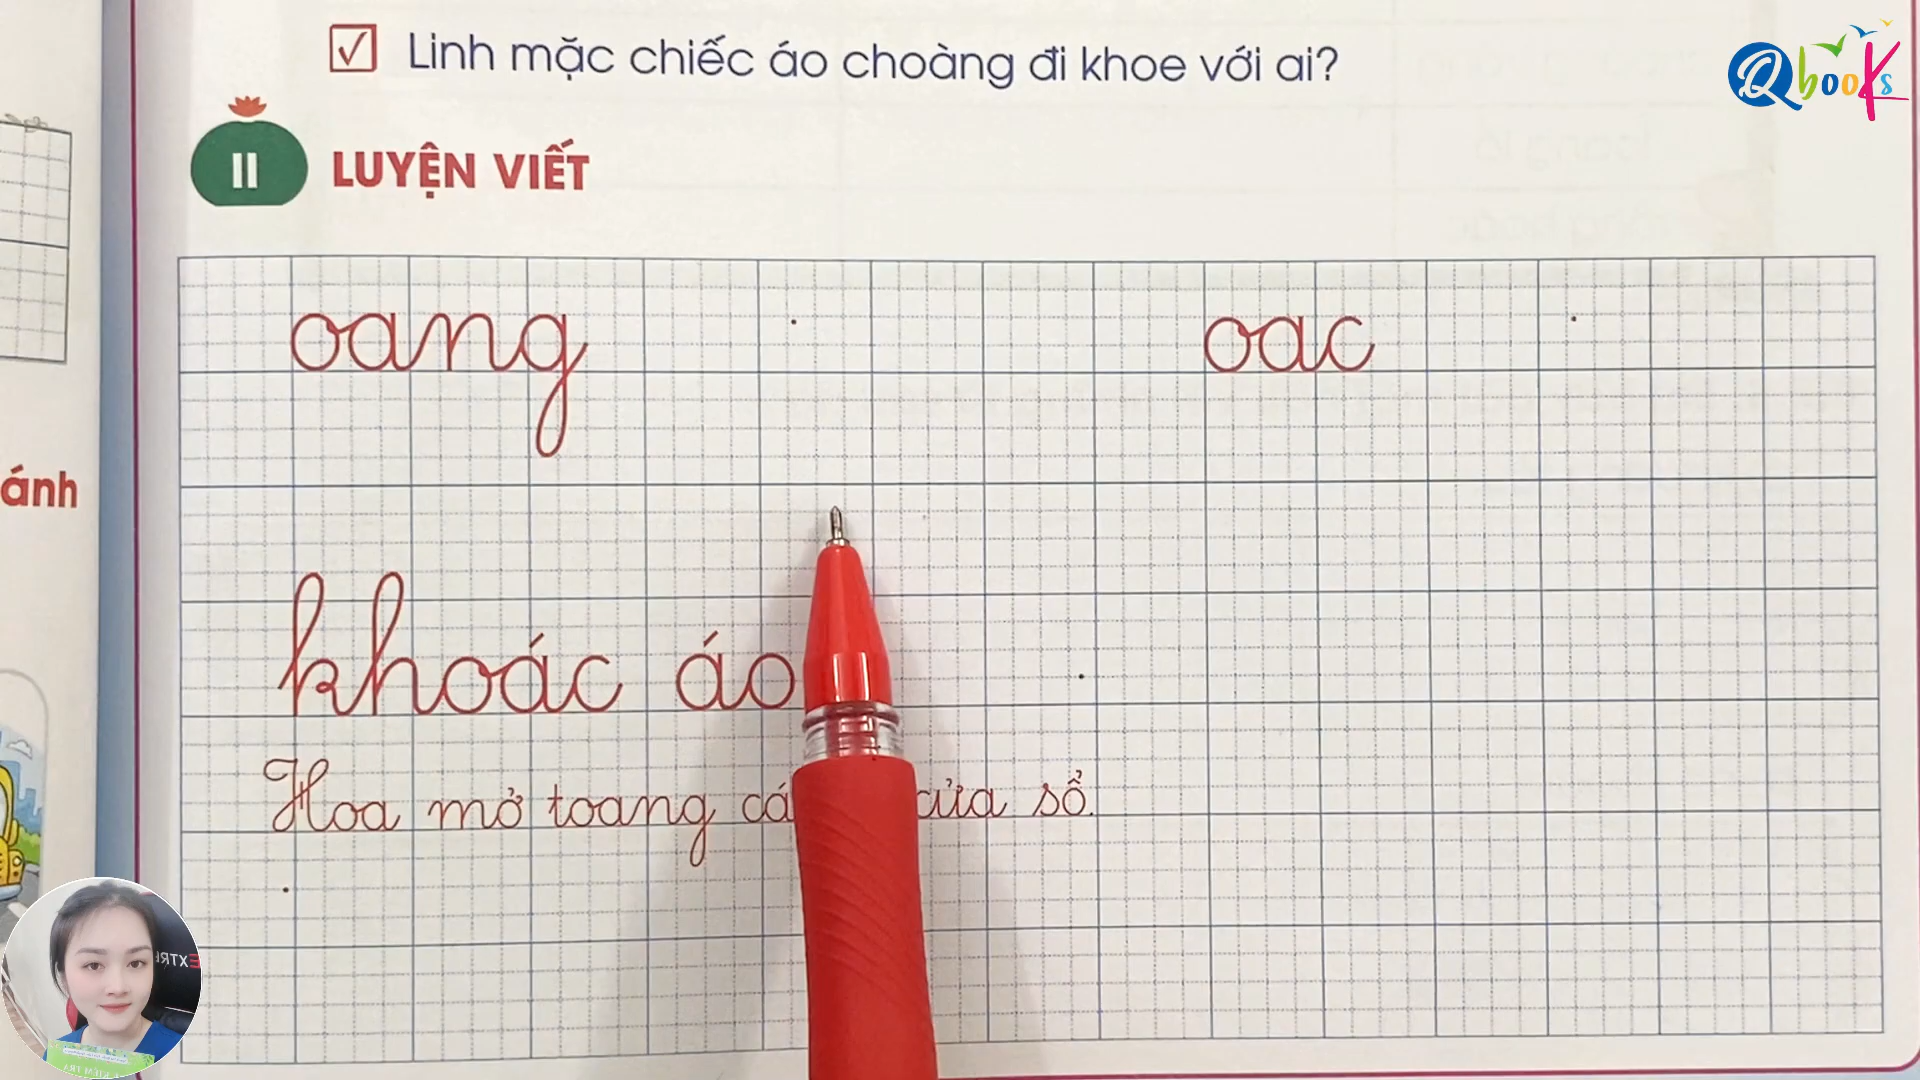 Linh mặc chiếc áo choàng đi khoe với ai?
Qbooks
II LUYỆN VIẾT
oang oac
ánh
khoác áo
Hoa mở toang cá cửa sổ.